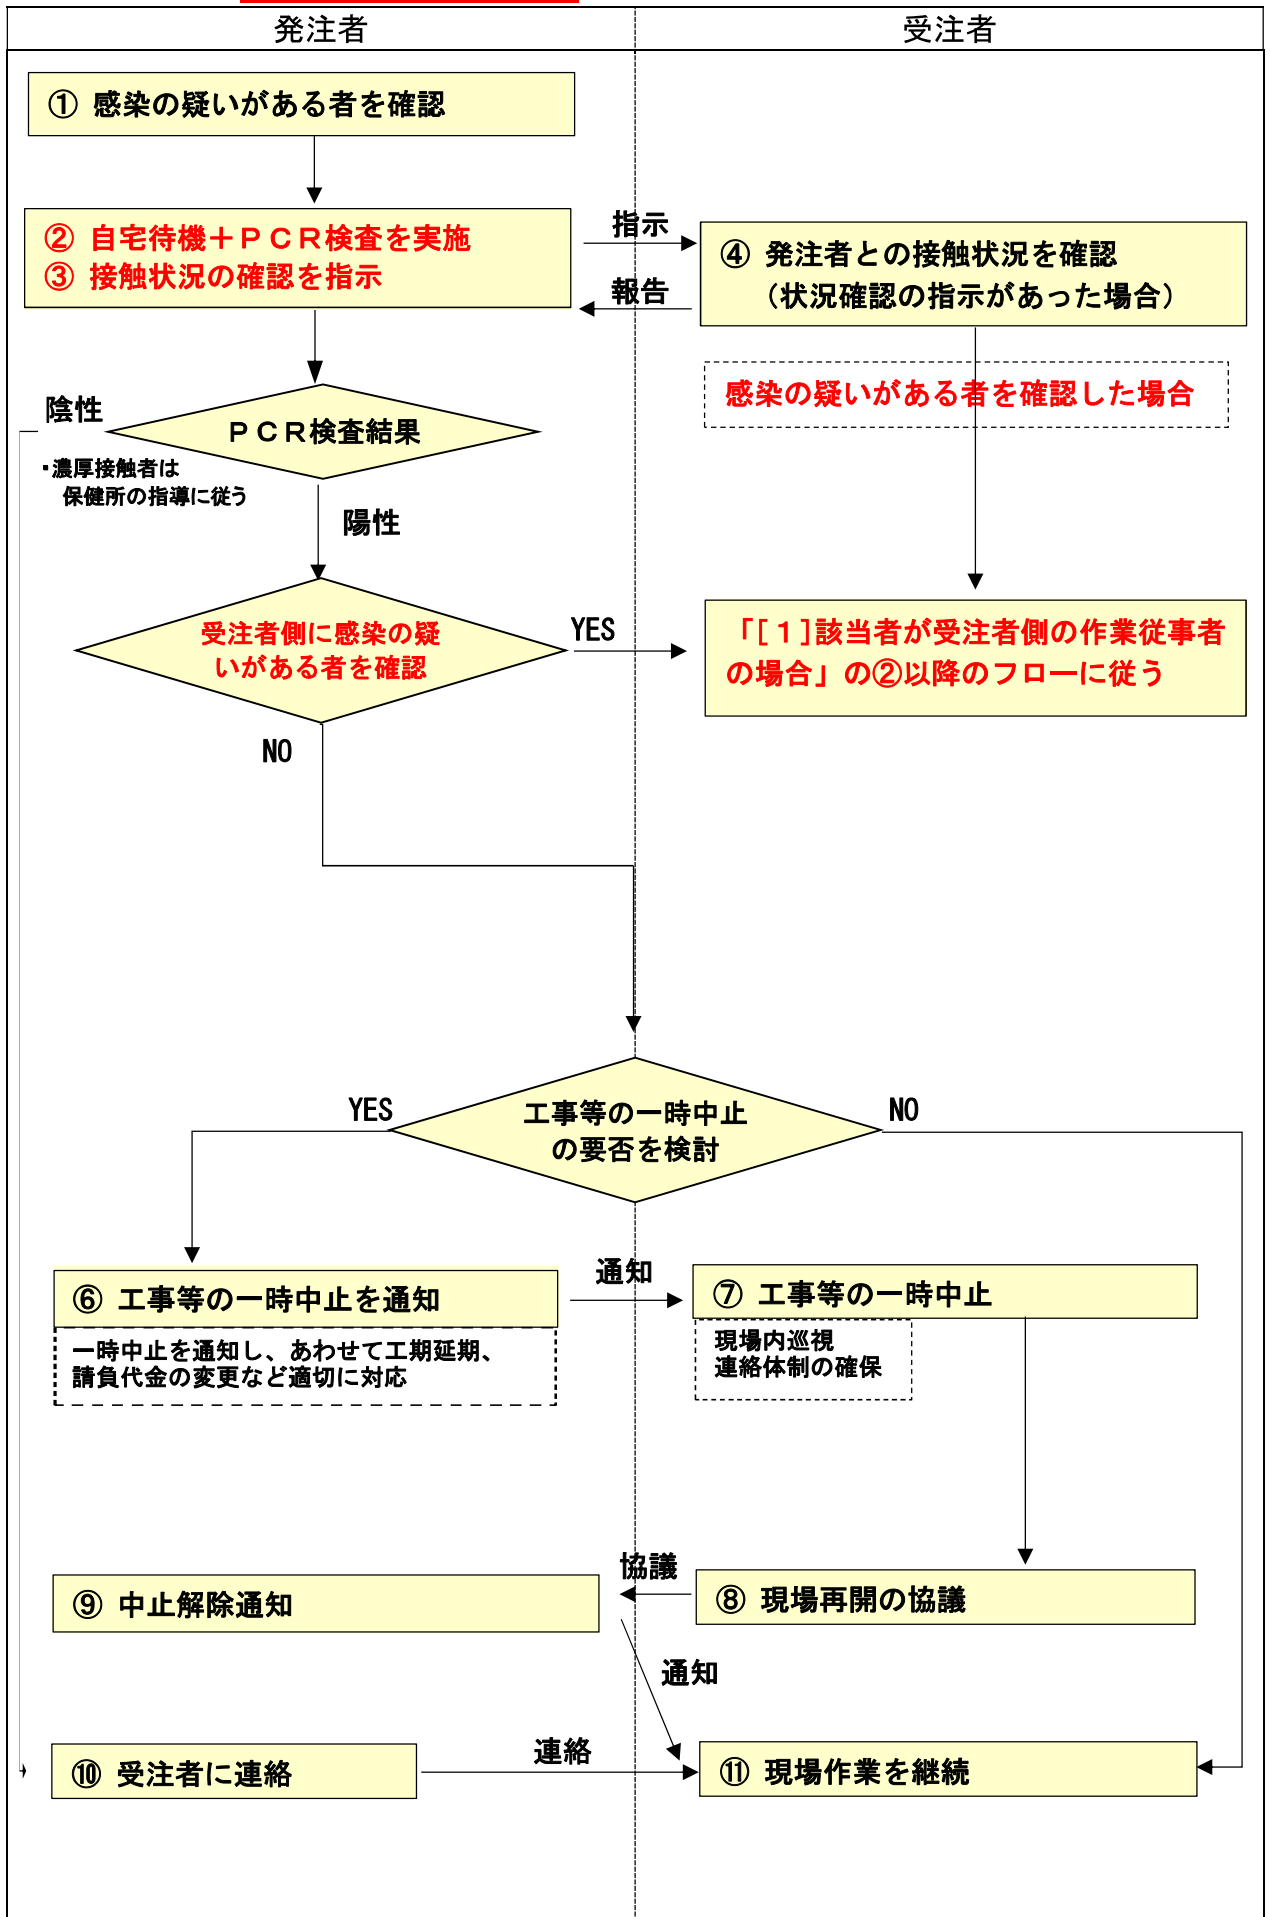 発注者
受注者
① 感染の疑いがある者を確認
② 自宅待機＋ＰＣＲ検査を実施
③ 接触状況の確認を指示
指示
報告
④ 発注者との接触状況を確認
（状況確認の指示があった場合）
感染の疑いがある者を確認した場合
陰性
ＰＣＲ検査結果
・濃厚接触者は
保健所の指導に従う
陽性
受注者側に感染の疑
いがある者を確認
YES
「[１]該当者が受注者側の作業従事者
の場合」の②以降のフローに従う
NO
工事等の一時中止
の要否を検討
YES
NO
⑥ 工事等の一時中止を通知
一時中止を通知し、あわせて工期延期、
請負代金の変更など適切に対応
通知
⑦ 工事等の一時中止
現場内巡視
連絡体制の確保
協議
⑨ 中止解除通知
⑧ 現場再開の協議
通知
⑩ 受注者に連絡
連絡
⑪ 現場作業を継続